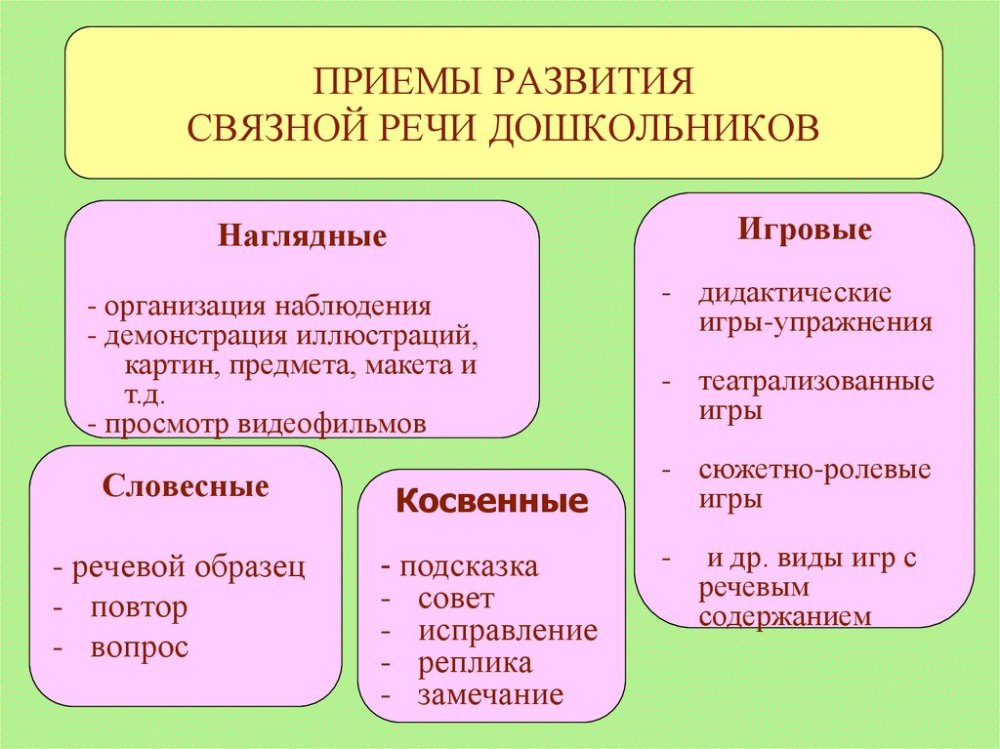 ПРИЕМЫ РАЗВИТИЯ
СВЯЗНОЙ РЕЧИ ДОШКОЛЬНИКОВ
Наглядные
- организация наблюдения
- демонстрация иллюстраций,
картин, предмета, макета и
т.д.
- просмотр видеофильмов
Игровые
- дидактические
игры-упражнения
- театрализованные
игры
- сюжетно-ролевые
игры
- и др. виды игр с
речевым
содержанием
Словесные
- речевой образец
- повтор
- вопрос
Косвенные
- подсказка
- совет
- исправление
- реплика
- замечание